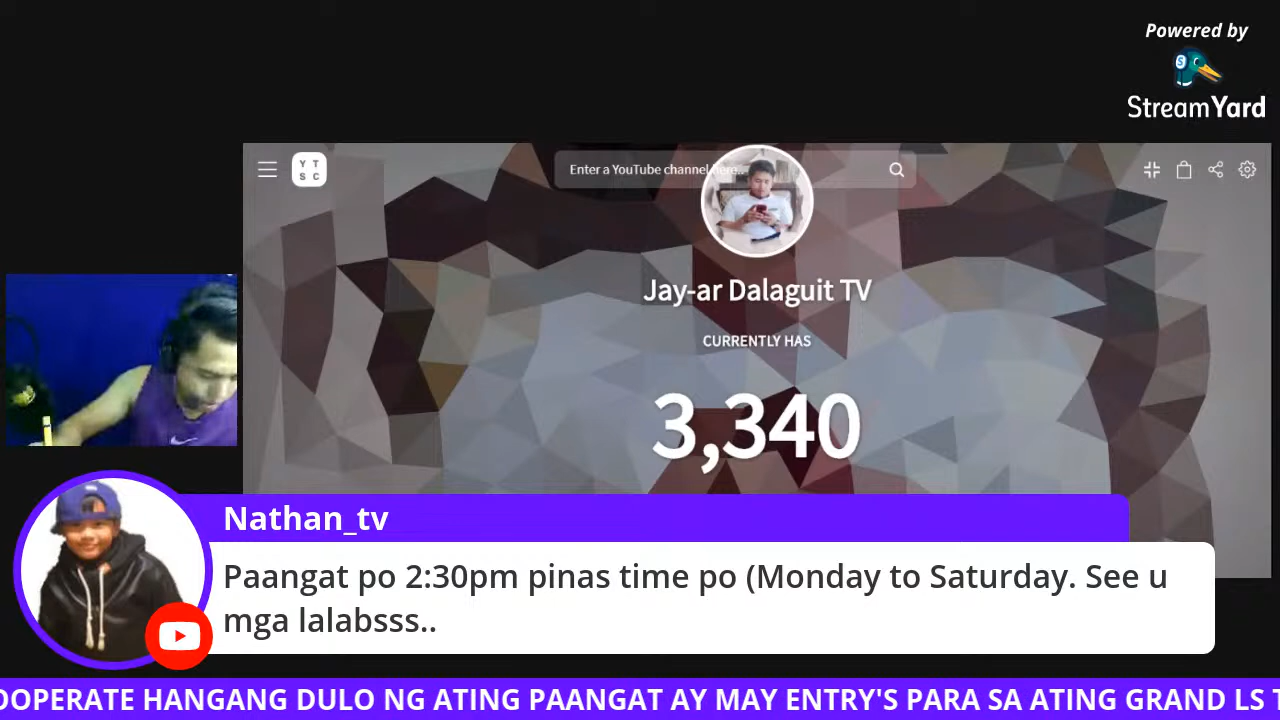 Powered by
StreamYard
Y T
S C
Enter a YouTube channel here...
Jay-ar Dalaguit TV
CURRENTLY HAS
3,340
Nathan_tv
Paangat po 2:30pm pinas time po (Monday to Saturday. See u
mga lalabsss..
OOPERATE HANGANG DULO NG ATING PAANGAT AY MAY ENTRY'S PARA SA ATING GRAND LS